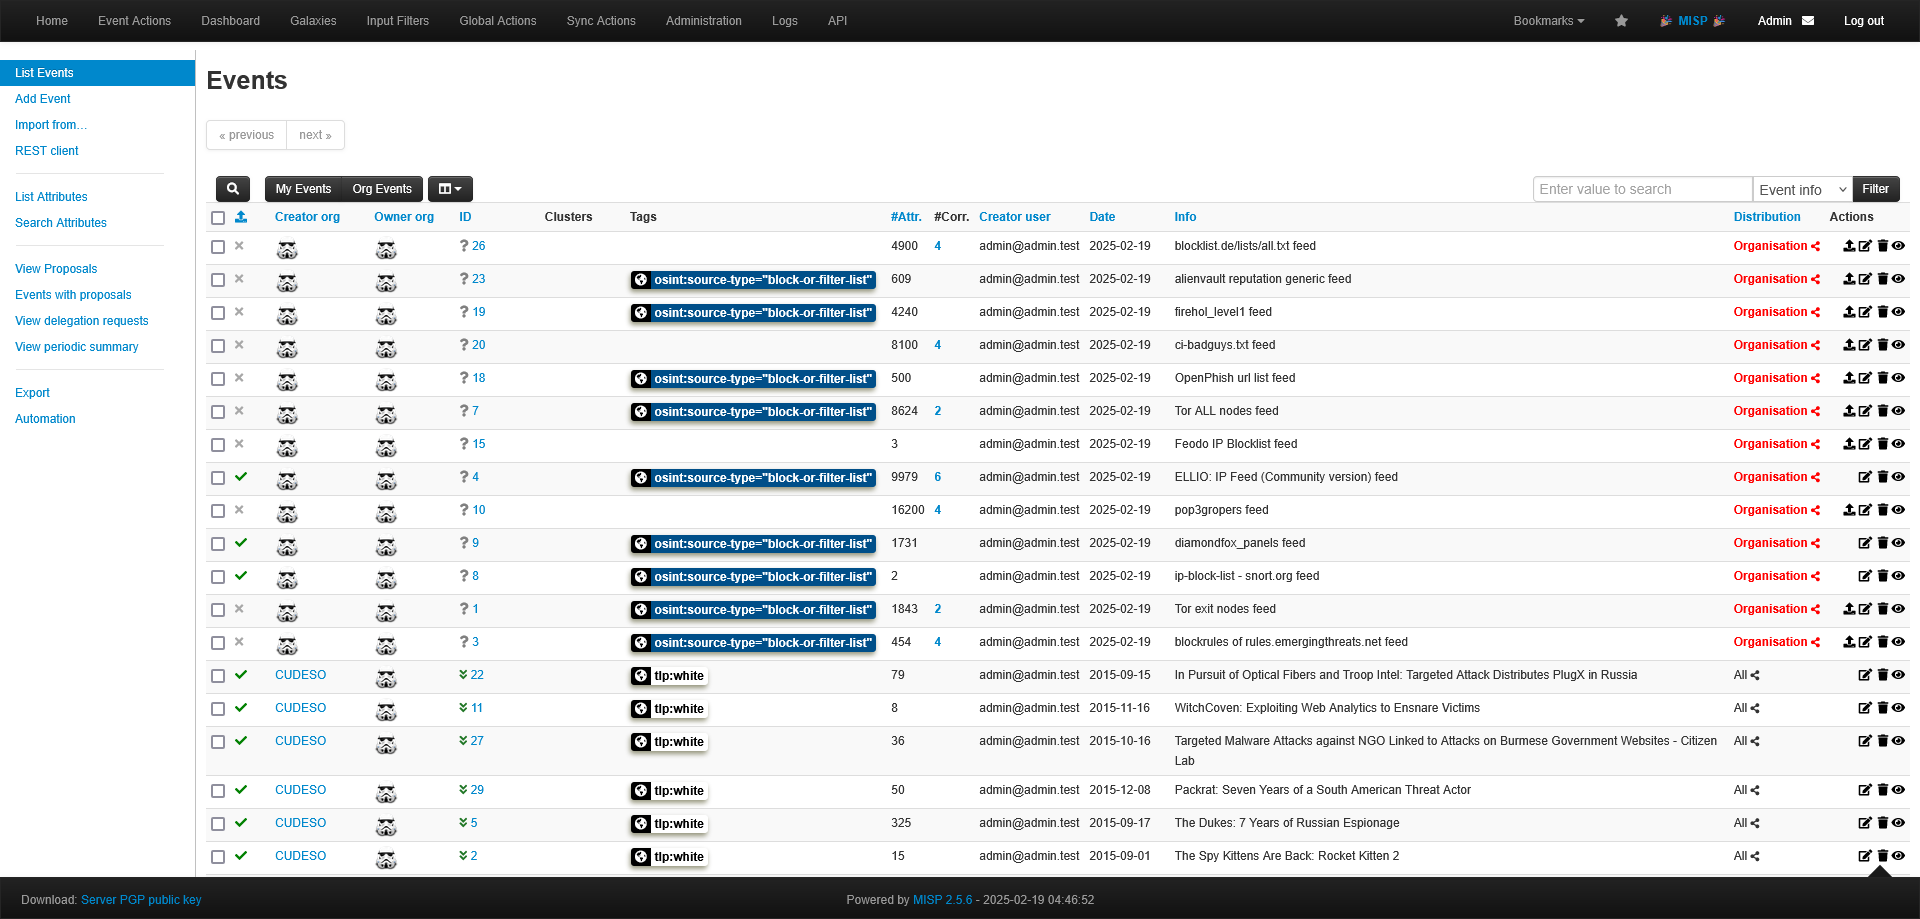 Home Event Actions Dashboard Galaxies Input Filters Global Actions Sync Actions Administration Logs API Bookmarks MISP Admin Log out
List Events
Add Event
Import from…
REST client
List Attributes
Search Attributes
View Proposals
Events with proposals
View delegation requests
View periodic summary
Export
Automation
Events
« previous next »
My Events Org Events Enter value to search Event info Filter
Creator org Owner org ID Clusters Tags #Attr. #Corr. Creator user Date Info Distribution Actions
? 26 4900 4 admin@admin.test 2025-02-19 blocklist.de/lists/all.txt feed Organisation
? 23 osint:source-type="block-or-filter-list" 609 admin@admin.test 2025-02-19 alienvault reputation generic feed Organisation
? 19 osint:source-type="block-or-filter-list" 4240 admin@admin.test 2025-02-19 firehol_level1 feed Organisation
? 20 8100 4 admin@admin.test 2025-02-19 ci-badguys.txt feed Organisation
? 18 osint:source-type="block-or-filter-list" 500 admin@admin.test 2025-02-19 OpenPhish url list feed Organisation
? 7 osint:source-type="block-or-filter-list" 8624 2 admin@admin.test 2025-02-19 Tor ALL nodes feed Organisation
? 15 3 admin@admin.test 2025-02-19 Feodo IP Blocklist feed Organisation
? 4 osint:source-type="block-or-filter-list" 9979 6 admin@admin.test 2025-02-19 ELLIO: IP Feed (Community version) feed Organisation
? 10 16200 4 admin@admin.test 2025-02-19 pop3gropers feed Organisation
? 9 osint:source-type="block-or-filter-list" 1731 admin@admin.test 2025-02-19 diamondfox_panels feed Organisation
? 8 osint:source-type="block-or-filter-list" 2 admin@admin.test 2025-02-19 ip-block-list - snort.org feed Organisation
? 1 osint:source-type="block-or-filter-list" 1843 2 admin@admin.test 2025-02-19 Tor exit nodes feed Organisation
? 3 osint:source-type="block-or-filter-list" 454 4 admin@admin.test 2025-02-19 blockrules of rules.emergingthreats.net feed Organisation
CUDESO 22 tlp:white 79 admin@admin.test 2015-09-15 In Pursuit of Optical Fibers and Troop Intel: Targeted Attack Distributes PlugX in Russia All
CUDESO 11 tlp:white 8 admin@admin.test 2015-11-16 WitchCoven: Exploiting Web Analytics to Ensnare Victims All
CUDESO 27 tlp:white 36 admin@admin.test 2015-10-16 Targeted Malware Attacks against NGO Linked to Attacks on Burmese Government Websites - Citizen All
Lab
CUDESO 29 tlp:white 50 admin@admin.test 2015-12-08 Packrat: Seven Years of a South American Threat Actor All
CUDESO 5 tlp:white 325 admin@admin.test 2015-09-17 The Dukes: 7 Years of Russian Espionage All
CUDESO 2 tlp:white 15 admin@admin.test 2015-09-01 The Spy Kittens Are Back: Rocket Kitten 2 All
Download: Server PGP public key Powered by MISP 2.5.6 - 2025-02-19 04:46:52